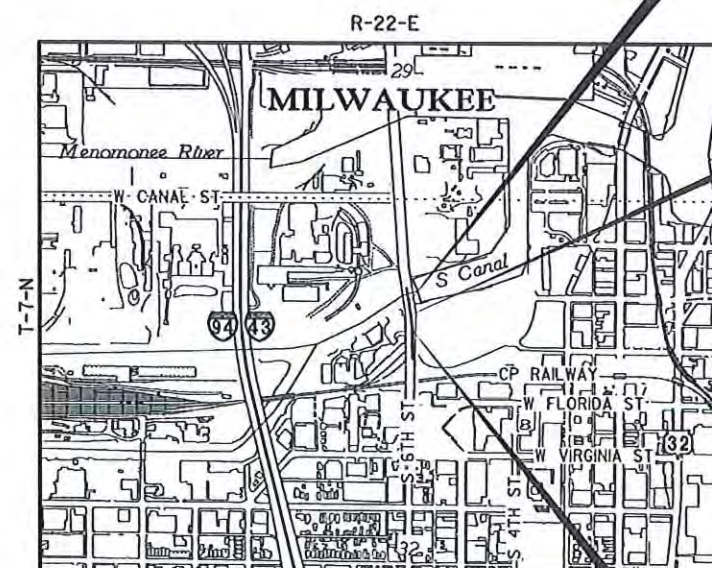 R-22-E
29
MILWAUKEE
Menomonee River
W CANAL ST
S Canal
T-7-N
94 43
CP RAILWAY
W FLORIDA ST
S 6TH ST
W VIRGINIA ST
32
S 4TH ST
32